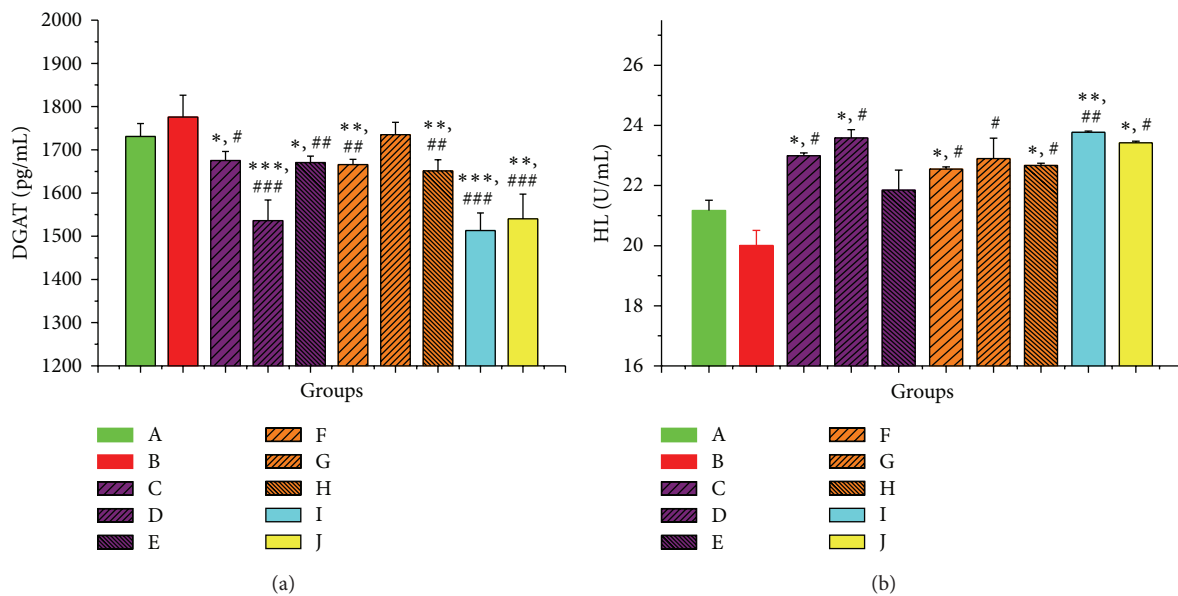 2000
1900
1800
1700
1600
1500
1400
1300
1200
DGAT (pg/mL)
*, #
***,
###
*, ##
**,
##
**,
##
***,
###
**,
###
Groups
A
B
C
D
E
F
G
H
I
J
(a)
26
24
22
20
18
16
HL (U/mL)
*, #
*, #
*, #
#
*, #
**,
##
*, #
Groups
A
B
C
D
E
F
G
H
I
J
(b)